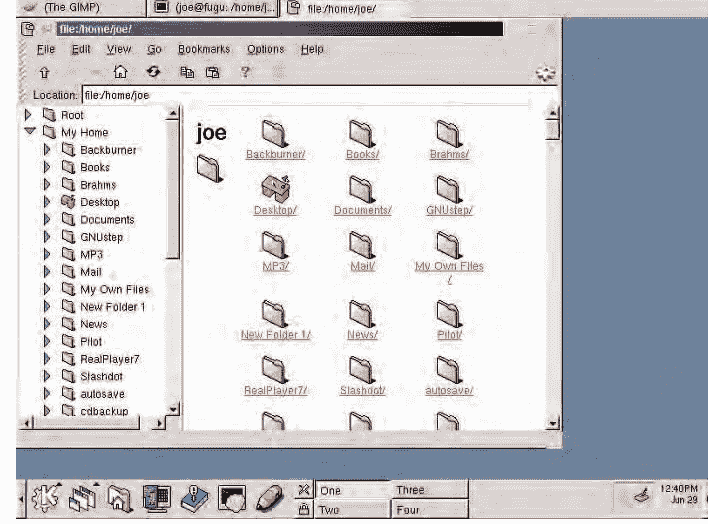 (The GIMP)
(joe@fugu: /home/j...
file:/home/joe/
file:/home/joe/
File Edit View Go Bookmarks Options Help
?
Location: file:/home/joe
Root
My Home
Backburner
Books
Brahms
Desktop
Documents
GNUstep
MP3
Mail
My Own Files
New Folder 1
News
Pilot
RealPlayer7
Slashdot
autosave
cdbackup
joe
Backburner/ Books/ Brahms/
Desktop/ Documents/ GNUstep/
MP3/ Mail/ My Own Files
/
New Folder 1/ News/ Pilot/
RealPlayer7/ Slashdot/ autosave/
K
One Three
Two Four
12:40PM
Jun 29